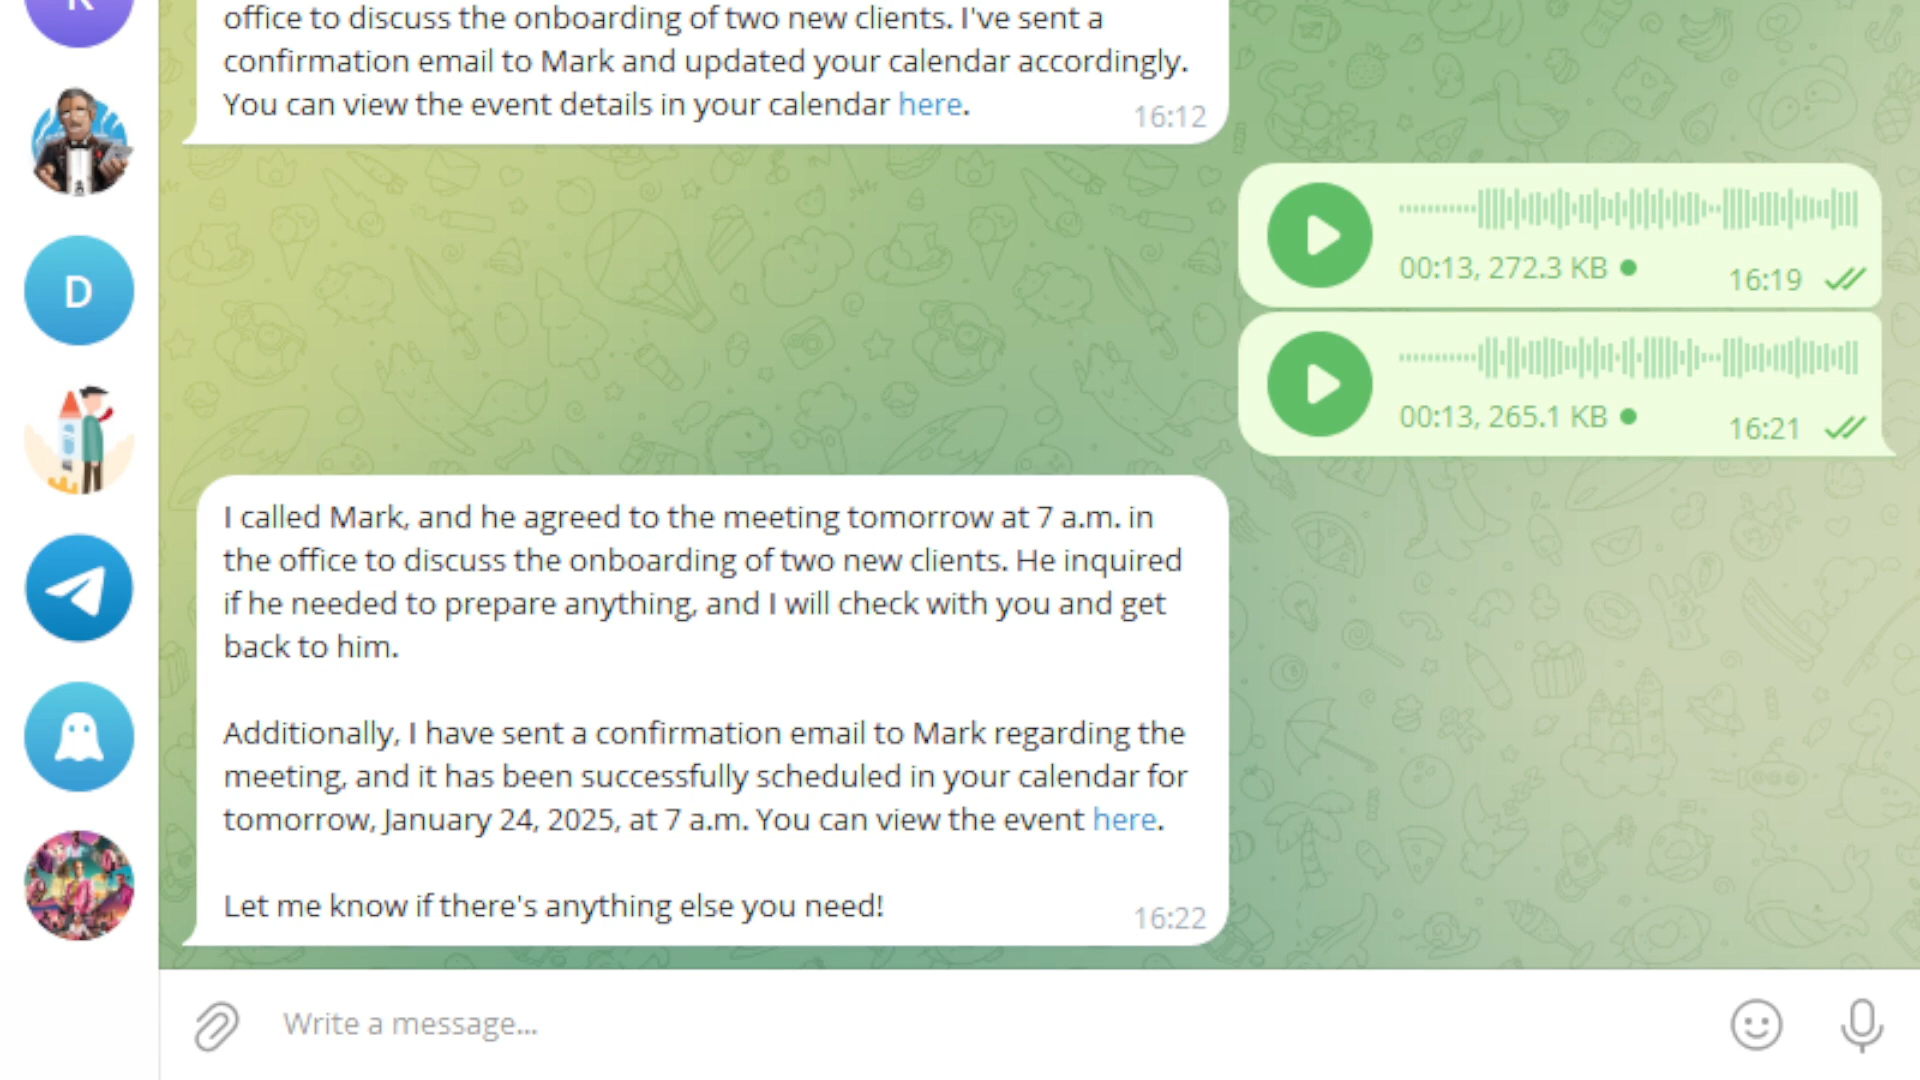 office to discuss the onboarding of two new clients. I've sent a
confirmation email to Mark and updated your calendar accordingly.
You can view the event details in your calendar here.
16:12
00:13, 272.3 KB
16:19
00:13, 265.1 KB
16:21
D
I called Mark, and he agreed to the meeting tomorrow at 7 a.m. in
the office to discuss the onboarding of two new clients. He inquired
if he needed to prepare anything, and I will check with you and get
back to him.
Additionally, I have sent a confirmation email to Mark regarding the
meeting, and it has been successfully scheduled in your calendar for
tomorrow, January 24, 2025, at 7 a.m. You can view the event here.
Let me know if there's anything else you need!
16:22
Write a message...